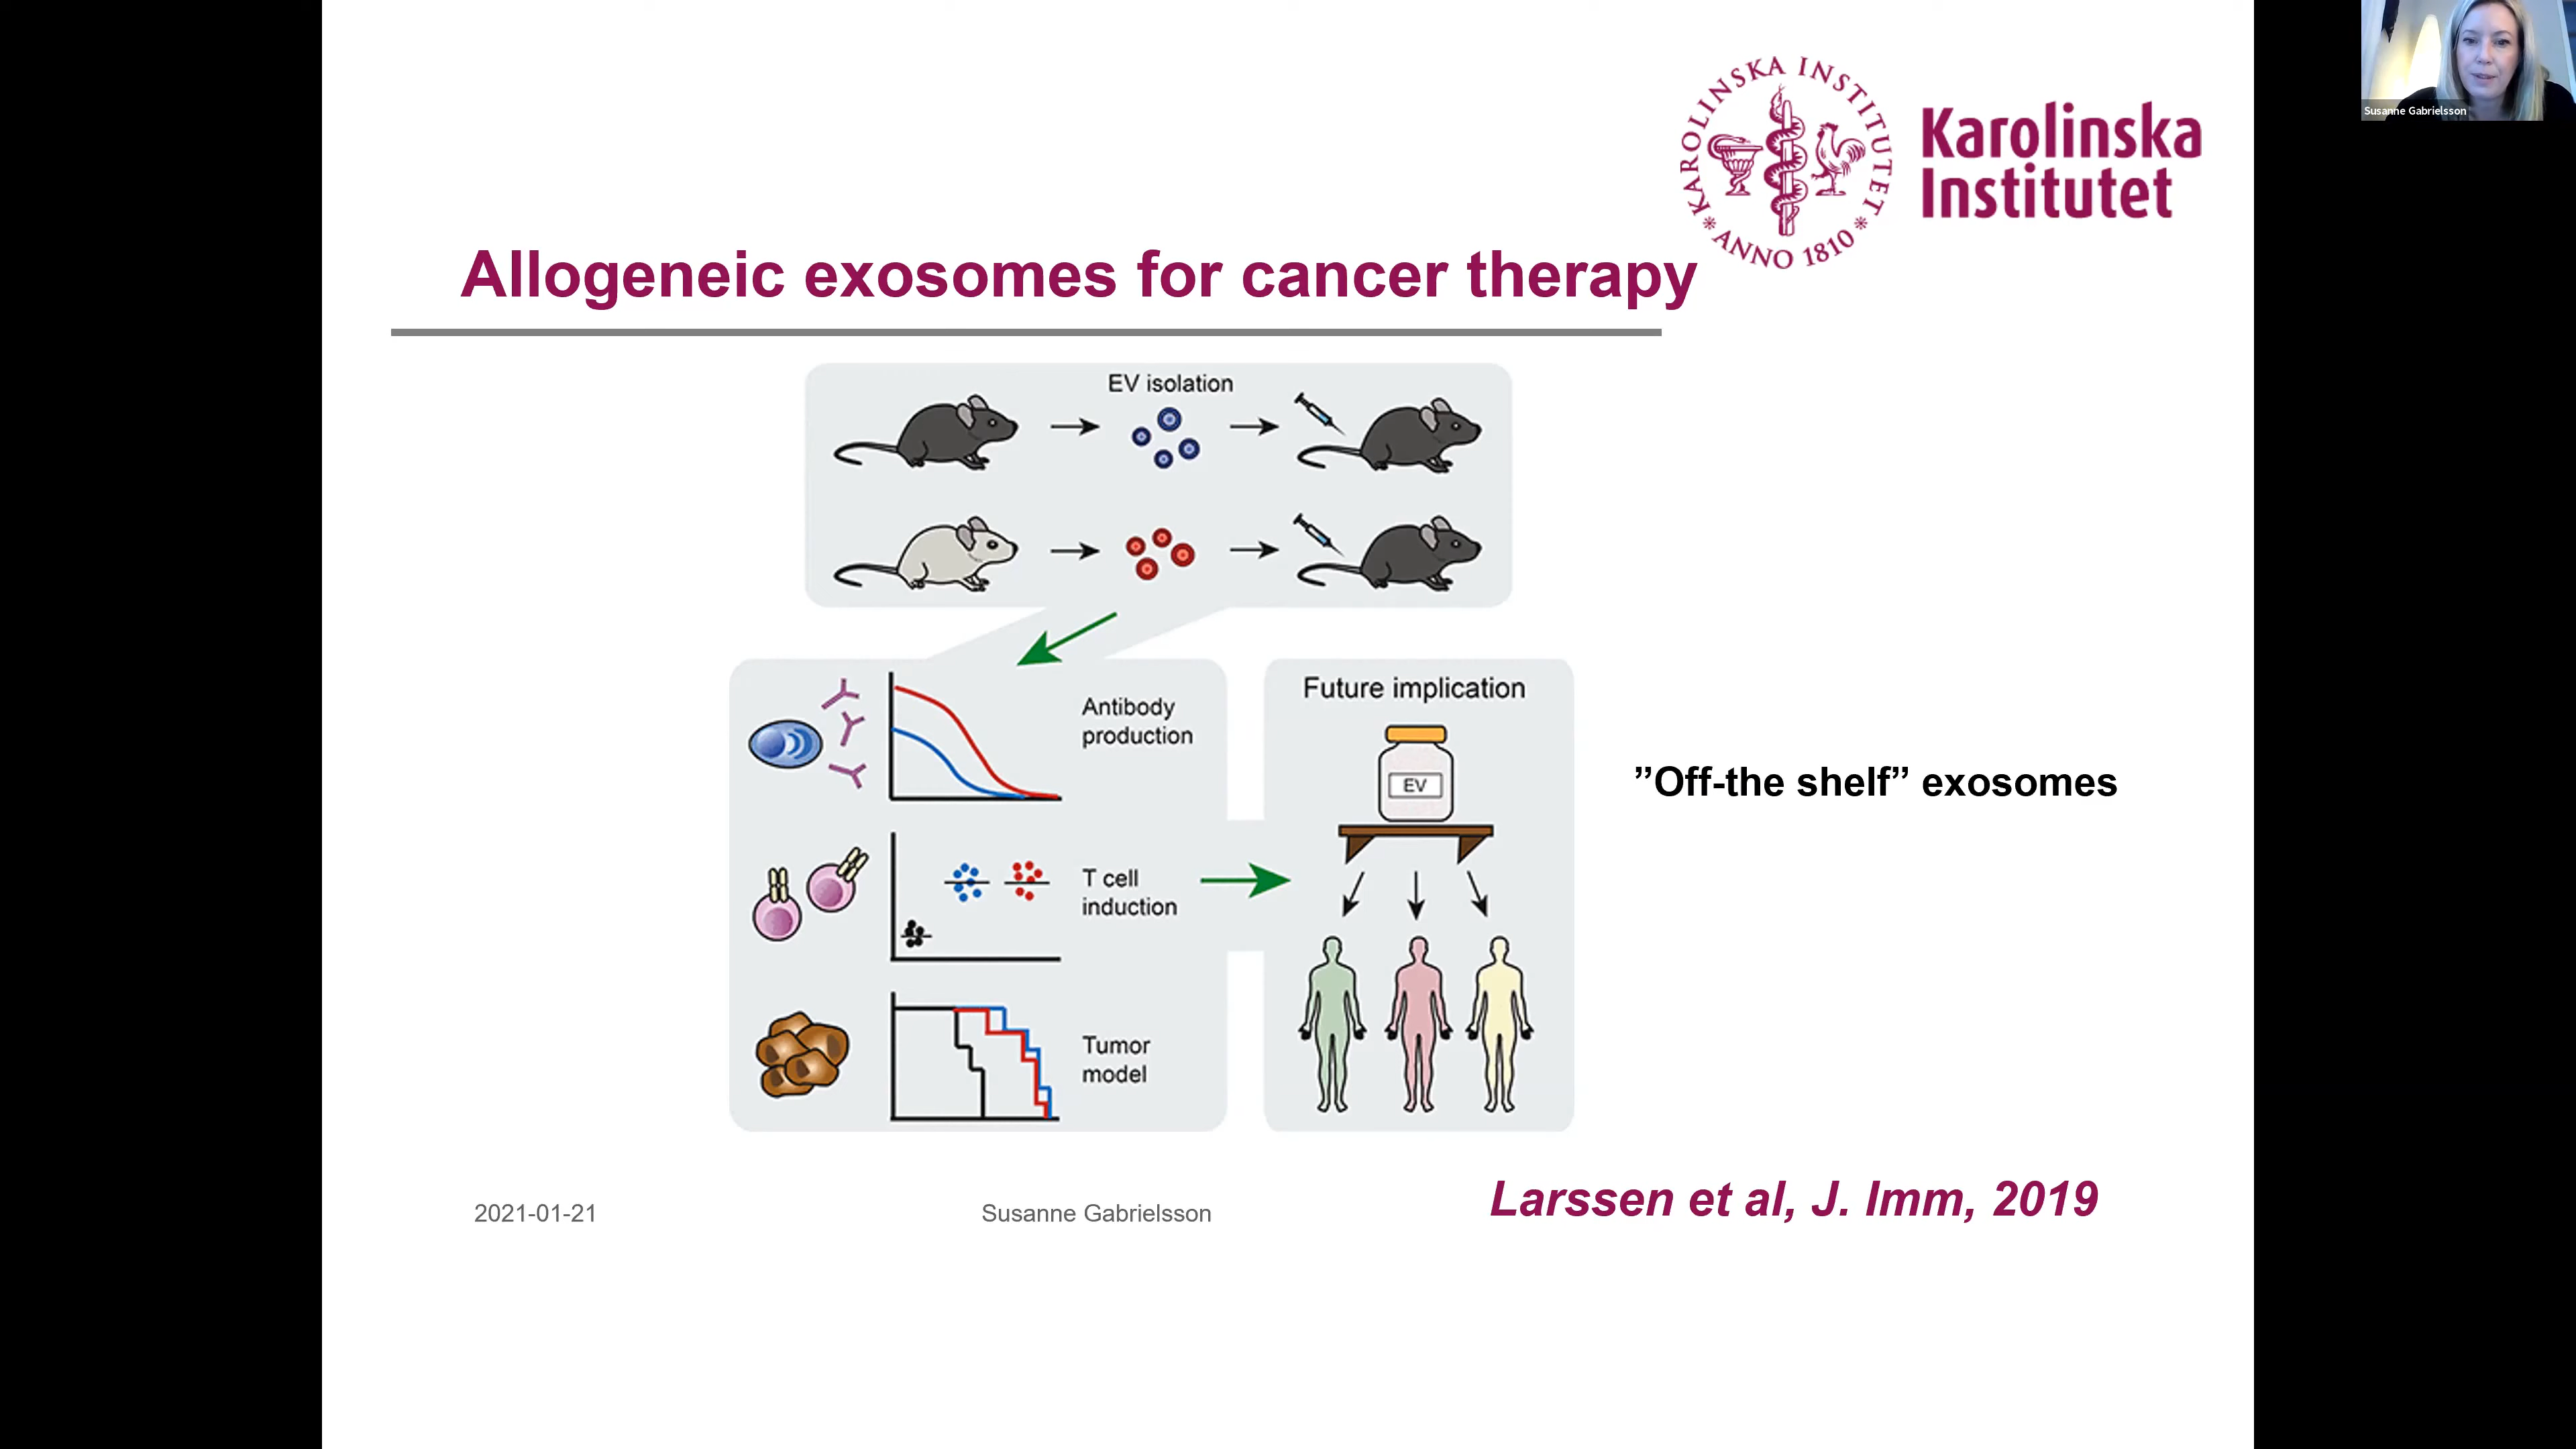 KAROLINSKA INSTITUTET
ANNO 1810
Karolinska
Institutet
Susanne Gabrielsson
Allogeneic exosomes for cancer therapy
EV isolation
Antibody
production
T cell
induction
Tumor
model
Future implication
EV
”Off-the shelf” exosomes
2021-01-21
Susanne Gabrielsson
Larssen et al, J. Imm, 2019